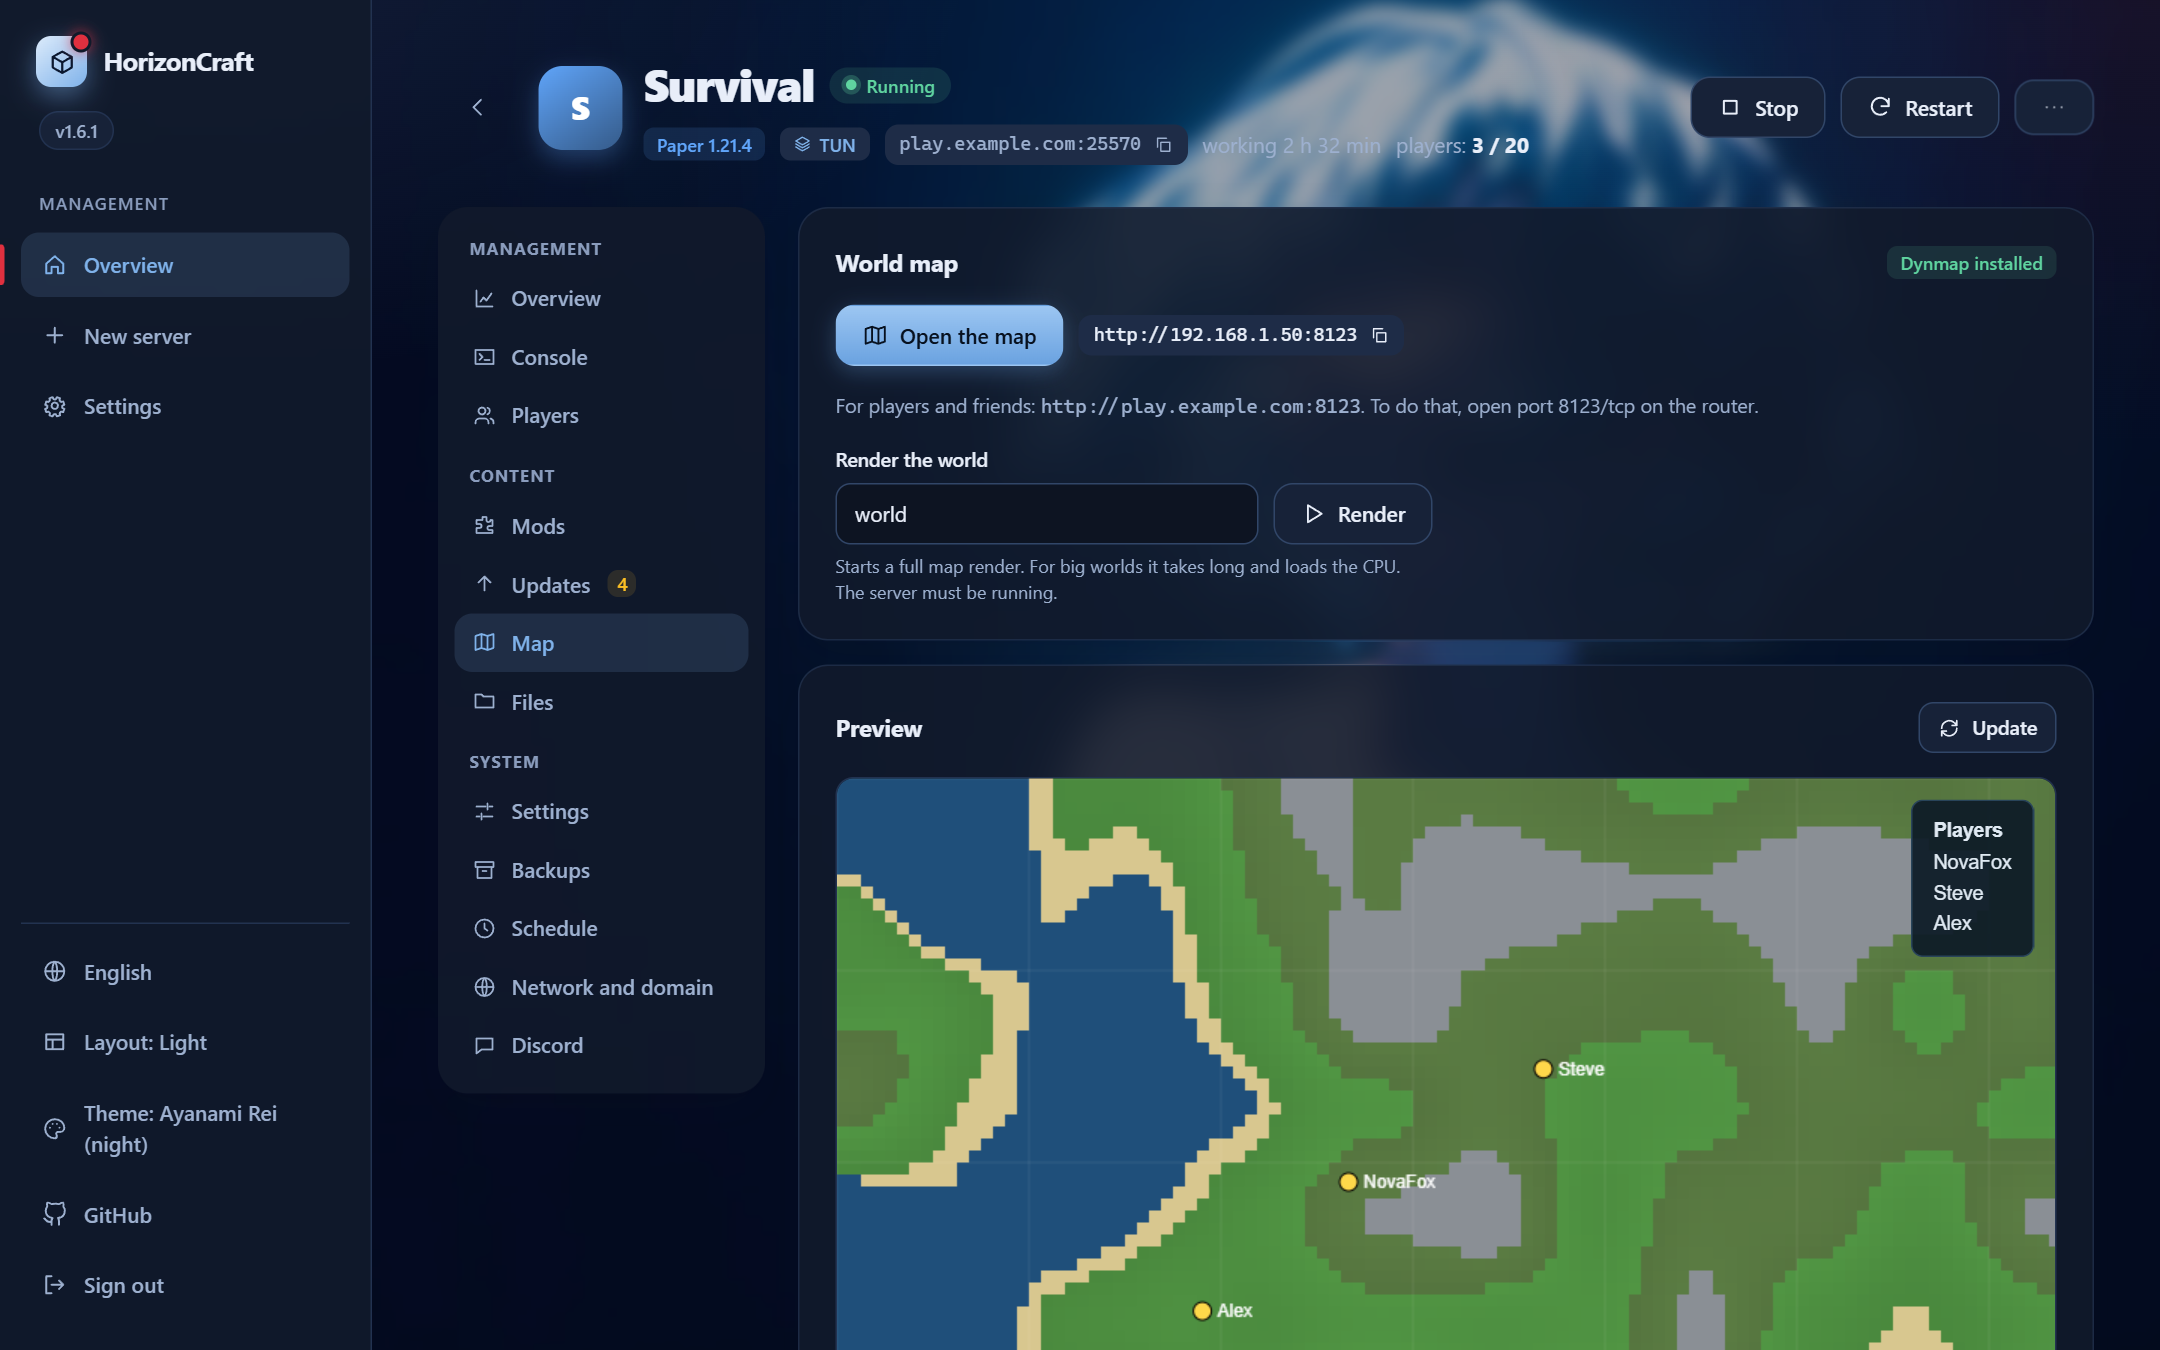 HorizonCraft
v1.6.1
MANAGEMENT
Overview
New server
Settings
English
Layout: Light
Theme: Ayanami Rei
(night)
GitHub
Sign out
S
Survival
Running
Paper 1.21.4
TUN
play.example.com:25570
working 2 h 32 min
players: 3 / 20
Stop
Restart
...
MANAGEMENT
Overview
Console
Players
CONTENT
Mods
Updates 4
Map
Files
SYSTEM
Settings
Backups
Schedule
Network and domain
Discord
World map
Dynmap installed
Open the map
http://192.168.1.50:8123
For players and friends: http://play.example.com:8123. To do that, open port 8123/tcp on the router.
Render the world
world
Render
Starts a full map render. For big worlds it takes long and loads the CPU.
The server must be running.
Preview
Update
Players
NovaFox
Steve
Alex
Steve
NovaFox
Alex